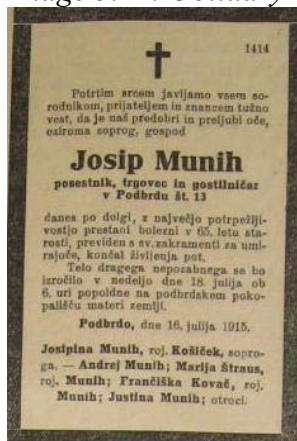 1414
Potrtim srcem javljamo vsem so-
rodnikom, prijateljem in znancem tužno
vest, da je naš predobri in preljubi oče,
oziroma soprog, gospod
Josip Munih
posestnik, trgovec in gostilničar
v Podbrdu št. 13
danes po dolgi, z največjo potrpežlji-
vostjo prestani bolezni v 65. letu sta-
rosti, previden s sv. zakramenti za umi-
rajoče, končal življenja pot.
Telo dragega nepozabnega se bo
izročilo v nedeljo dne 18. julija ob
6. uri popoldne na podbrdskem poko-
pališču materi zemlji.
Podbrdo, dne 16. julija 1915.
Josipina Munih, roj. Košiček, sopro-
ga. — Andrej Munih; Marija Štraus,
roj. Munih; Frančiška Kovač, roj.
Munih; Justina Munih; otroci.